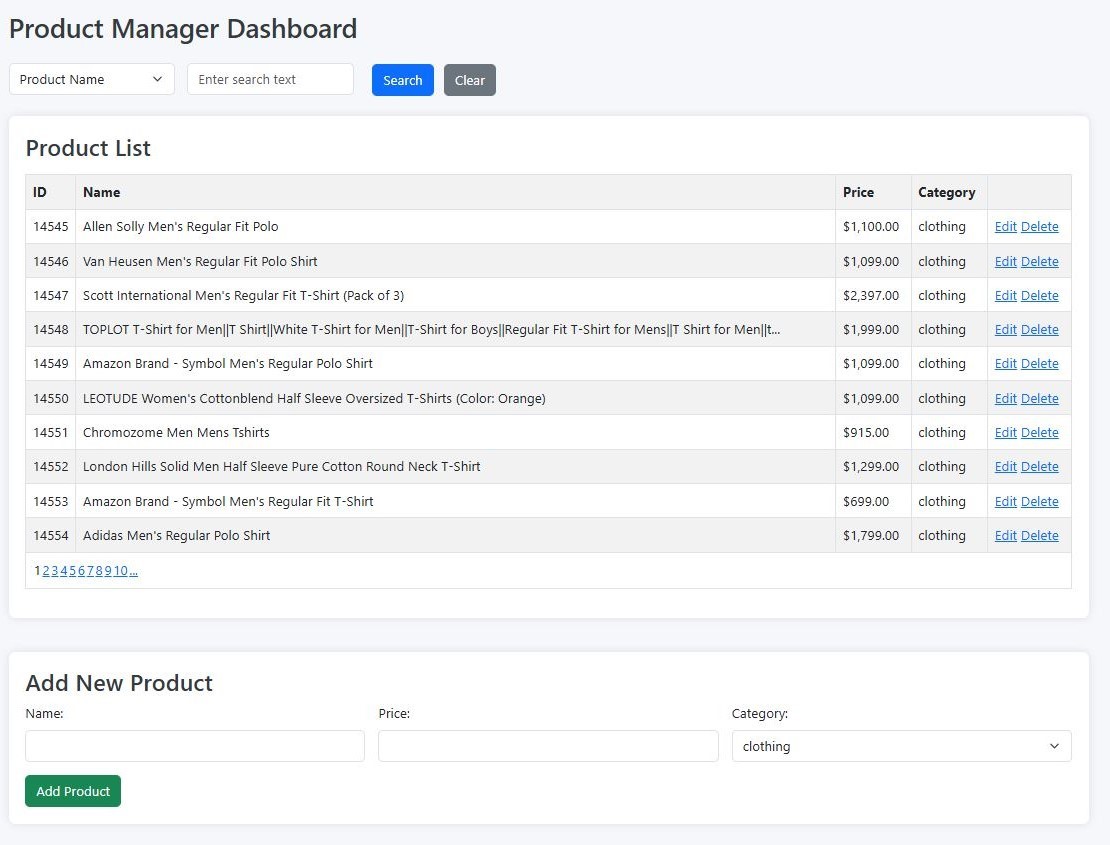 Product Manager Dashboard
Product Name Enter search text Search Clear
Product List
ID Name Price Category
14545 Allen Solly Men's Regular Fit Polo $1,100.00 clothing Edit Delete
14546 Van Heusen Men's Regular Fit Polo Shirt $1,099.00 clothing Edit Delete
14547 Scott International Men's Regular Fit T-Shirt (Pack of 3) $2,397.00 clothing Edit Delete
14548 TOPLOT T-Shirt for Men||T Shirt||White T-Shirt for Men||T-Shirt for Boys||Regular Fit T-Shirt for Mens||T Shirt for Men||t... $1,999.00 clothing Edit Delete
14549 Amazon Brand - Symbol Men's Regular Polo Shirt $1,099.00 clothing Edit Delete
14550 LEOTUDE Women's Cottonblend Half Sleeve Oversized T-Shirts (Color: Orange) $1,099.00 clothing Edit Delete
14551 Chromozome Men Mens Tshirts $915.00 clothing Edit Delete
14552 London Hills Solid Men Half Sleeve Pure Cotton Round Neck T-Shirt $1,299.00 clothing Edit Delete
14553 Amazon Brand - Symbol Men's Regular Fit T-Shirt $699.00 clothing Edit Delete
14554 Adidas Men's Regular Polo Shirt $1,799.00 clothing Edit Delete
1 2 3 4 5 6 7 8 9 10 ...
Add New Product
Name: Price: Category:
clothing
Add Product